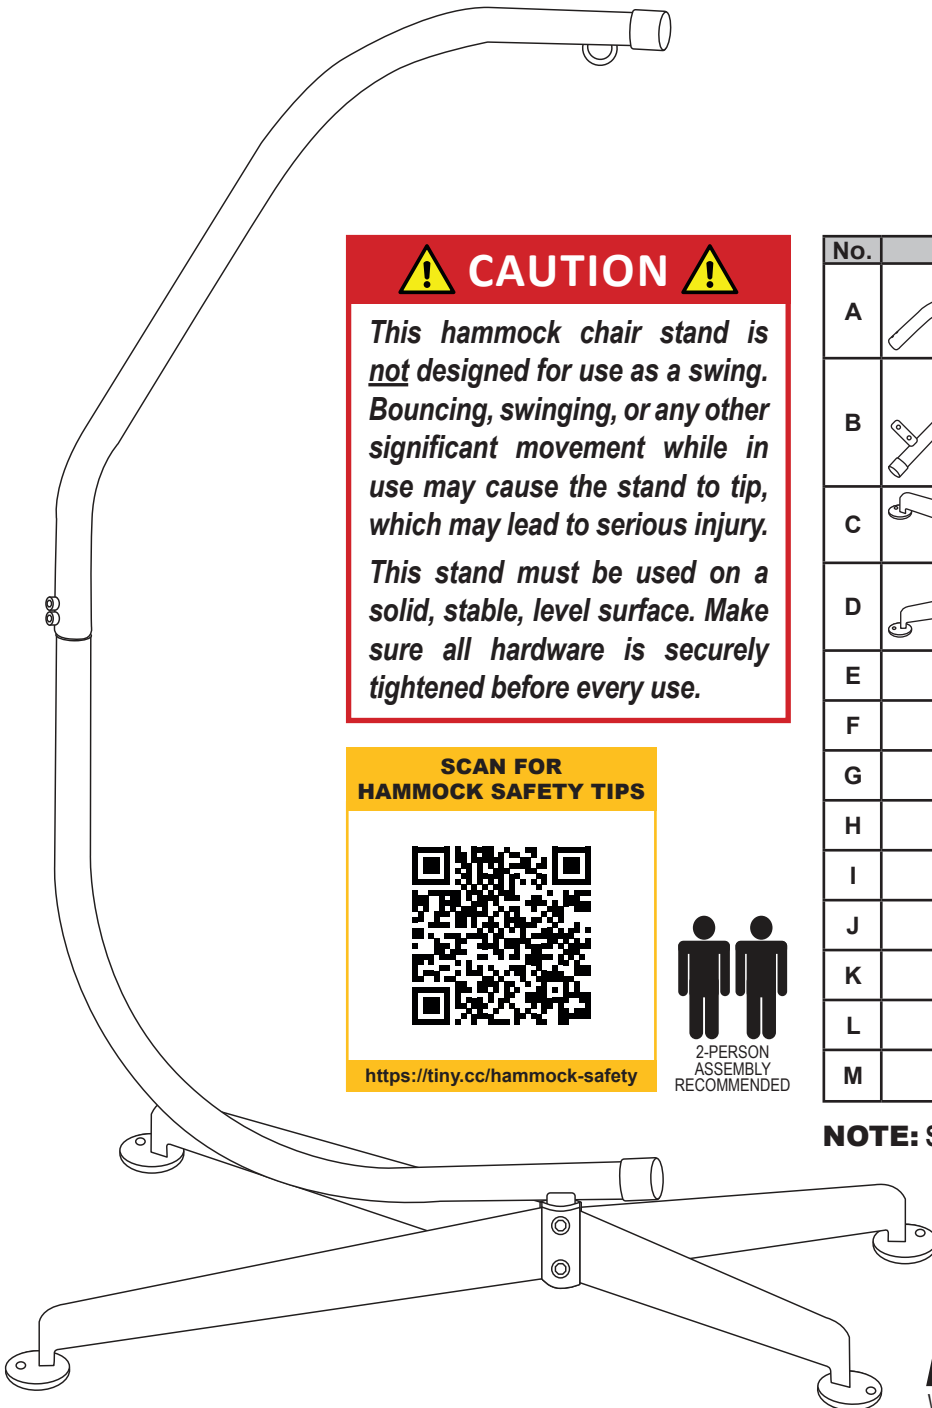 CAUTION
This hammock chair stand is
not designed for use as a swing.
Bouncing, swinging, or any other
significant movement while in
use may cause the stand to tip,
which may lead to serious injury.
This stand must be used on a
solid, stable, level surface. Make
sure all hardware is securely
tightened before every use.
SCAN FOR
HAMMOCK SAFETY TIPS
https://tiny.cc/hammock-safety
2-PERSON
ASSEMBLY
RECOMMENDED
No.
A
B
C
D
E
F
G
H
I
J
K
L
M
NOTE: